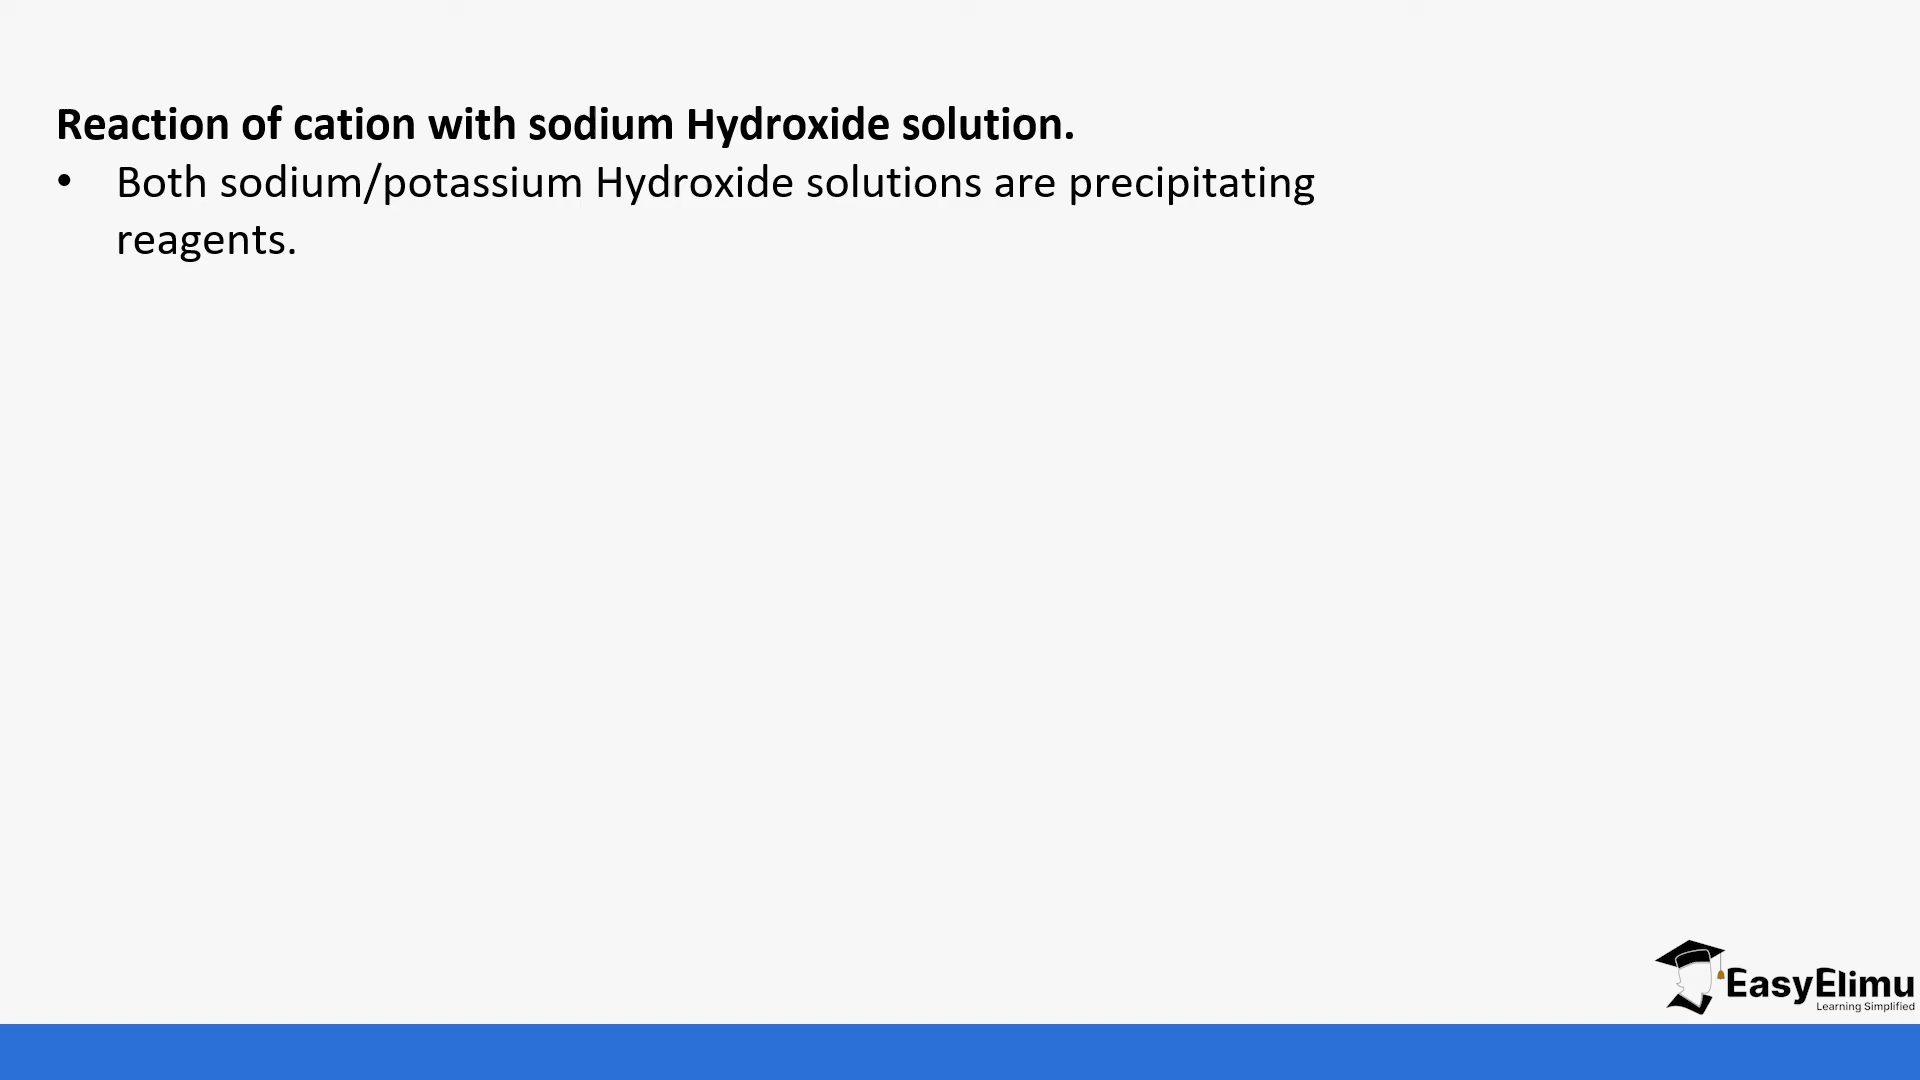 Reaction of cation with sodium Hydroxide solution.
• Both sodium/potassium Hydroxide solutions are precipitating
reagents.
EasyElimu
Learning Simplified